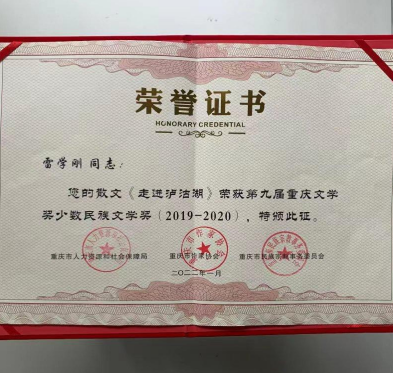 荣誉证书
HONORARY CREDENTIAL
雷学刚 同志：
您的散文《走进泸沽湖》荣获第九届重庆文学
奖少数民族文学奖（2019-2020），特颁此证。
重庆市人力资源和社会保障局 重庆市作家协会 重庆市民族宗教事务委员会
二〇二二年一月